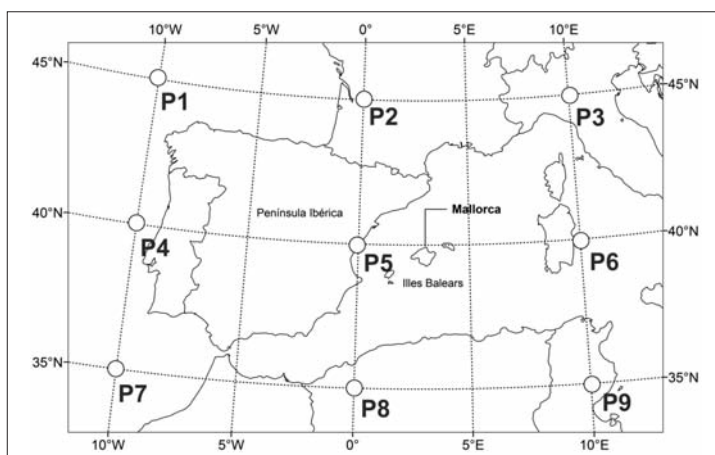 10°W 5°W 0° 5°E 10°E
45°N 45°N
P1 P2 P3
40°N 40°N
Península Ibérica Mallorca
P4 P5 P6
Illes Balears
35°N 35°N
P7 P8 P9
10°W 5°W 0° 5°E 10°E